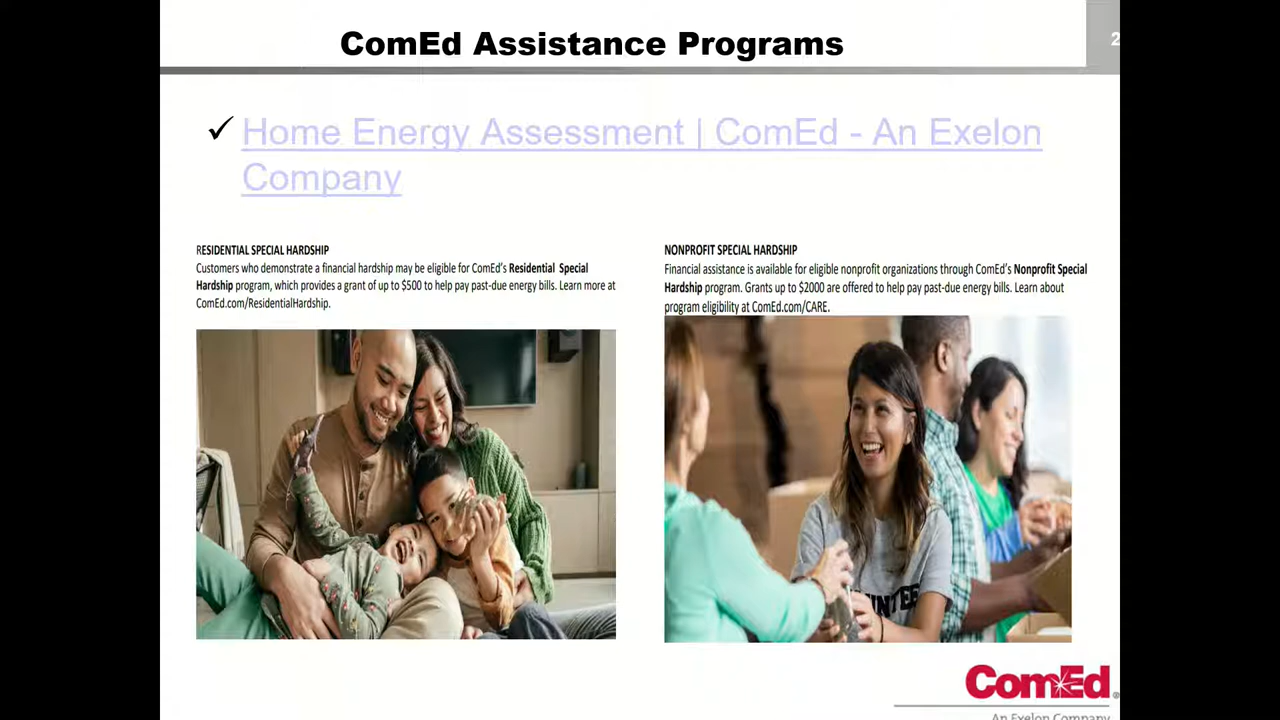 ComEd Assistance Programs
2
✓ Home Energy Assessment | ComEd - An Exelon
Company
RESIDENTIAL SPECIAL HARDSHIP
Customers who demonstrate a financial hardship may be eligible for ComEd's Residential Special
Hardship program, which provides a grant of up to $500 to help pay past-due energy bills. Learn more at
ComEd.com/ResidentialHardship.
NONPROFIT SPECIAL HARDSHIP
Financial assistance is available for eligible nonprofit organizations through ComEd's Nonprofit Special
Hardship program. Grants up to $2000 are offered to help pay past-due energy bills. Learn about
program eligibility at ComEd.com/CARE.
ComEd®
An Exelon Company